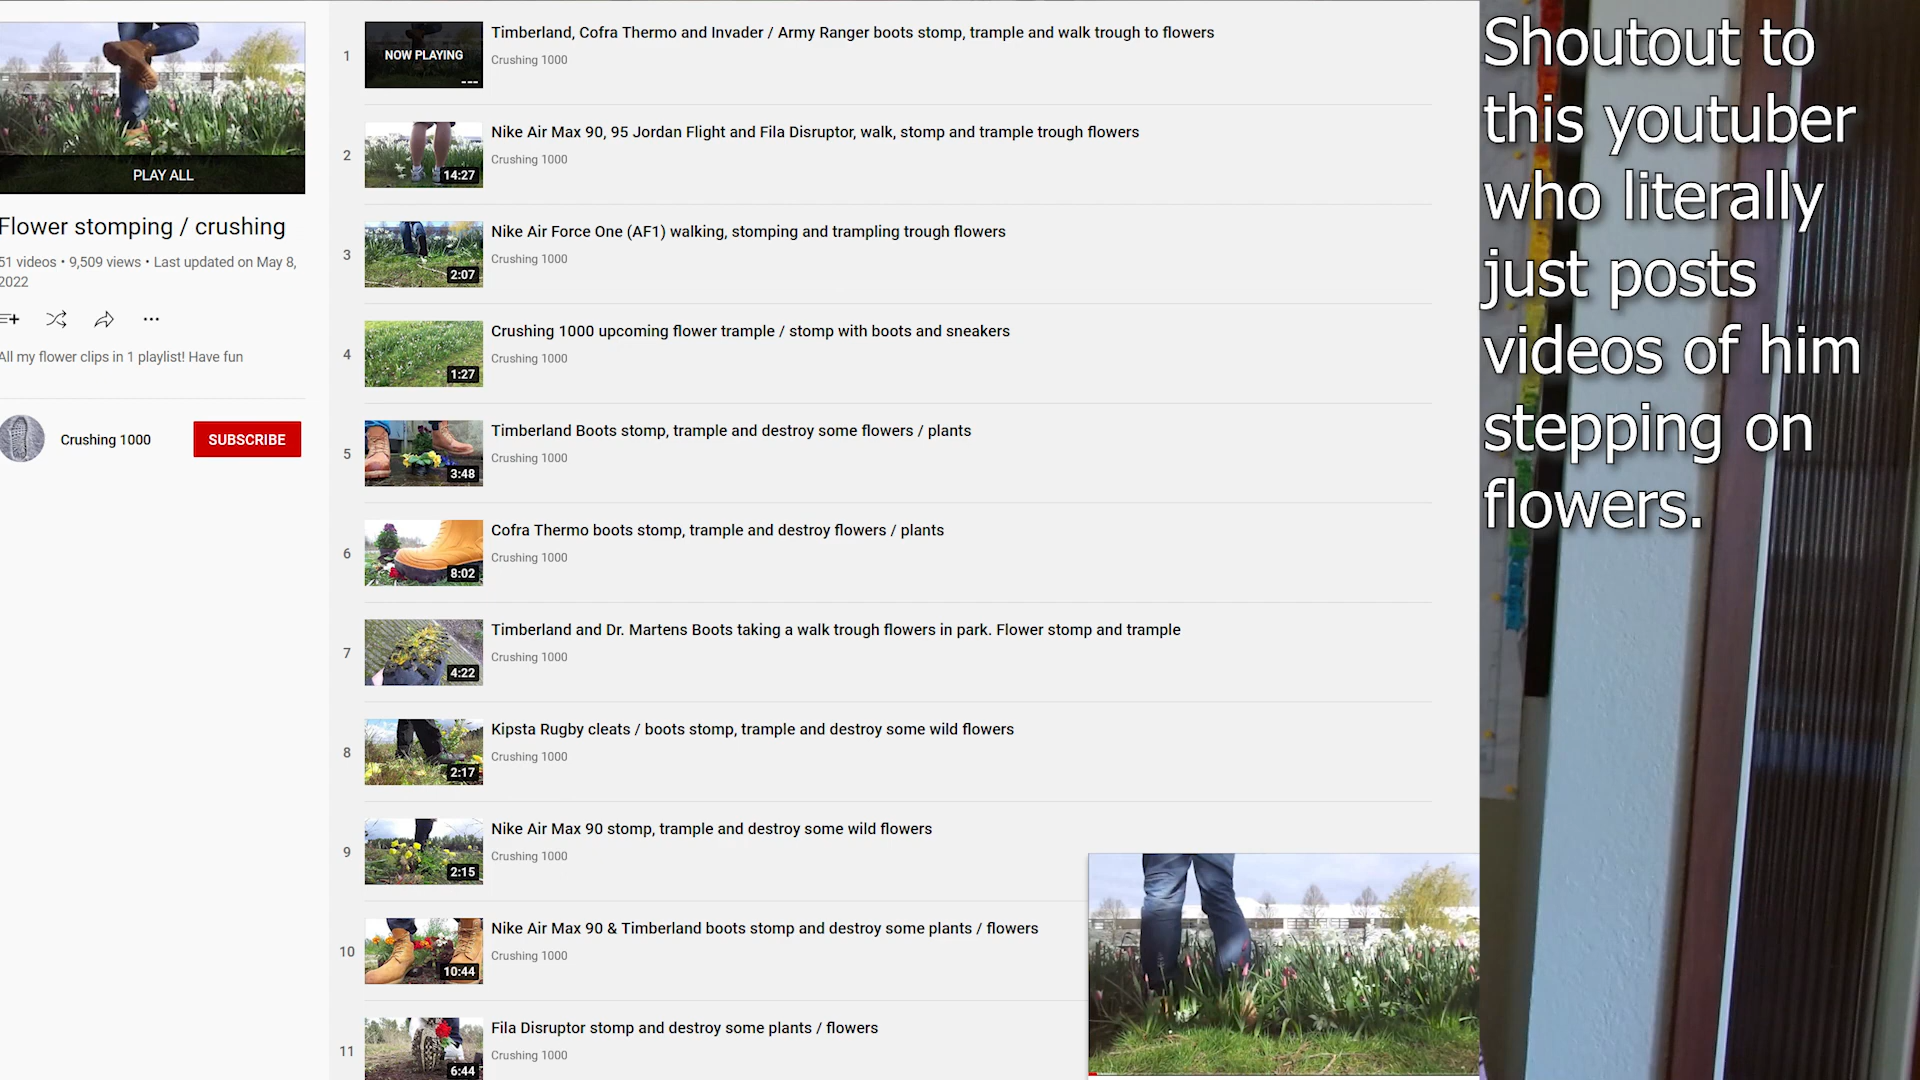 PLAY ALL
Flower stomping / crushing
51 videos • 9,509 views • Last updated on May 8,
2022
All my flower clips in 1 playlist! Have fun
Crushing 1000
SUBSCRIBE
1
NOW PLAYING
Timberland, Cofra Thermo and Invader / Army Ranger boots stomp, trample and walk trough to flowers
Crushing 1000
2
14:27
Nike Air Max 90, 95 Jordan Flight and Fila Disruptor, walk, stomp and trample trough flowers
Crushing 1000
3
2:07
Nike Air Force One (AF1) walking, stomping and trampling trough flowers
Crushing 1000
4
1:27
Crushing 1000 upcoming flower trample / stomp with boots and sneakers
Crushing 1000
5
3:48
Timberland Boots stomp, trample and destroy some flowers / plants
Crushing 1000
6
8:02
Cofra Thermo boots stomp, trample and destroy flowers / plants
Crushing 1000
7
4:22
Timberland and Dr. Martens Boots taking a walk trough flowers in park. Flower stomp and trample
Crushing 1000
8
2:17
Kipsta Rugby cleats / boots stomp, trample and destroy some wild flowers
Crushing 1000
9
2:15
Nike Air Max 90 stomp, trample and destroy some wild flowers
Crushing 1000
10
10:44
Nike Air Max 90 & Timberland boots stomp and destroy some plants / flowers
Crushing 1000
11
6:44
Fila Disruptor stomp and destroy some plants / flowers
Crushing 1000
Shoutout to
this youtuber
who literally
just posts
videos of him
stepping on
flowers.